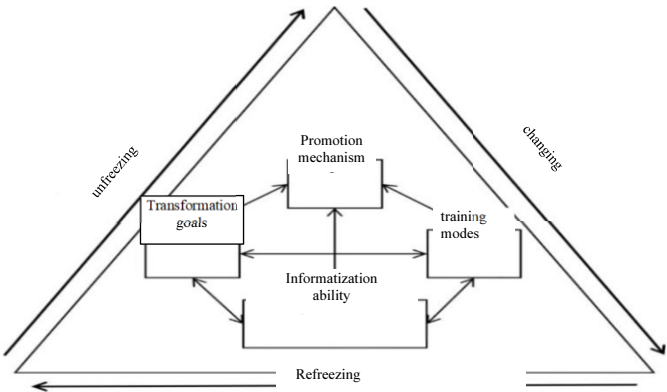 Promotion
mechanism
changing
unfreezing
Transformation
goals
training
modes
Informatization
ability
Refreezing